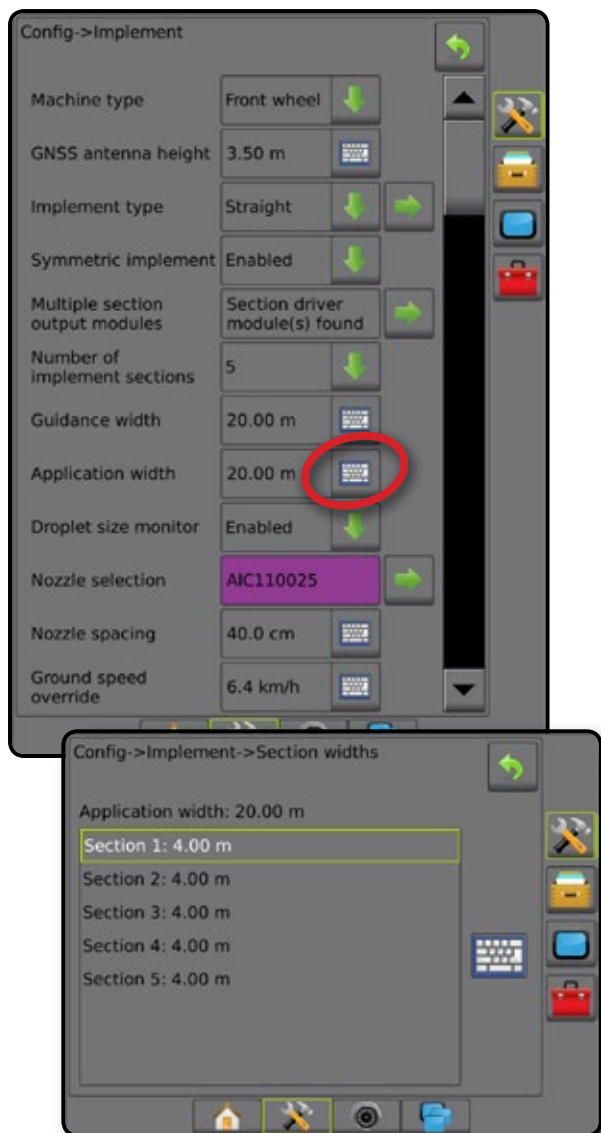 Config->Implement
Machine type Front wheel
GNSS antenna height 3.50 m
Implement type Straight
Symmetric implement Enabled
Multiple section Section driver
output modules module(s) found
Number of
implement sections 5
Guidance width 20.00 m
Application width 20.00 m
Droplet size monitor Enabled
Nozzle selection AIC110025
Nozzle spacing 40.0 cm
Ground speed
override 6.4 km/h
Config->Implement->Section widths
Application width: 20.00 m
Section 1: 4.00 m
Section 2: 4.00 m
Section 3: 4.00 m
Section 4: 4.00 m
Section 5: 4.00 m